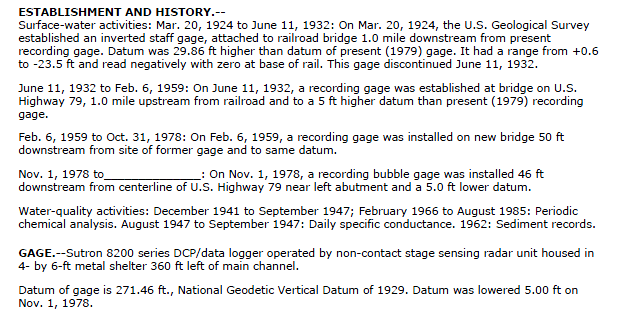 ESTABLISHMENT AND HISTORY.--
Surface-water activities: Mar. 20, 1924 to June 11, 1932: On Mar. 20, 1924, the U.S. Geological Survey
established an inverted staff gage, attached to railroad bridge 1.0 mile downstream from present
recording gage. Datum was 29.86 ft higher than datum of present (1979) gage. It had a range from +0.6
to -23.5 ft and read negatively with zero at base of rail. This gage discontinued June 11, 1932.
June 11, 1932 to Feb. 6, 1959: On June 11, 1932, a recording gage was established at bridge on U.S.
Highway 79, 1.0 mile upstream from railroad and to a 5 ft higher datum than present (1979) recording
gage.
Feb. 6, 1959 to Oct. 31, 1978: On Feb. 6, 1959, a recording gage was installed on new bridge 50 ft
downstream from site of former gage and to same datum.
Nov. 1, 1978 to______________: On Nov. 1, 1978, a recording bubble gage was installed 46 ft
downstream from centerline of U.S. Highway 79 near left abutment and a 5.0 ft lower datum.
Water-quality activities: December 1941 to September 1947; February 1966 to August 1985: Periodic
chemical analysis. August 1947 to September 1947: Daily specific conductance. 1962: Sediment records.
GAGE.--Sutron 8200 series DCP/data logger operated by non-contact stage sensing radar unit housed in
4- by 6-ft metal shelter 360 ft left of main channel.
Datum of gage is 271.46 ft., National Geodetic Vertical Datum of 1929. Datum was lowered 5.00 ft on
Nov. 1, 1978.